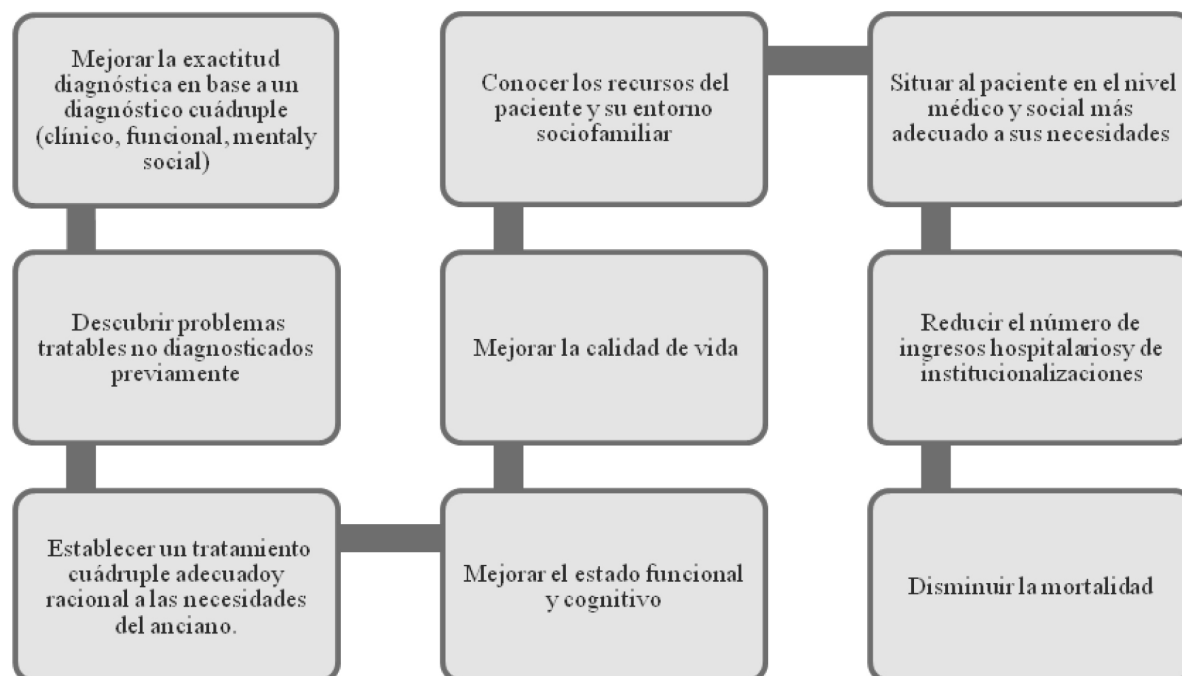 Mejorar la exactitud
diagnóstica en base a un
diagnóstico cuádruple
(clínico, funcional, mentaly
social)
Descubrir problemas
tratables no diagnosticados
previamente
Establecer un tratamiento
cuádruple adecuadoy
racional a las necesidades
del anciano.
Mejorar el estado funcional
y cognitivo
Mejorar la calidad de vida
Conocer los recursos del
paciente y su entorno
sociofamiliar
Situar al paciente en el nivel
médico y social más
adecuado a sus necesidades
Reducir el número de
ingresos hospitalariosy de
institucionalizaciones
Disminuir la mortalidad